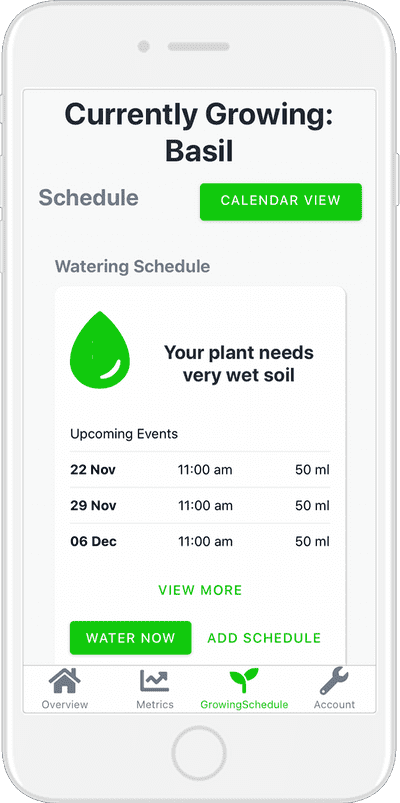 Currently Growing:
Basil
Schedule
CALENDAR VIEW
Watering Schedule
Your plant needs
very wet soil
Upcoming Events
22 Nov 11:00 am 50 ml
29 Nov 11:00 am 50 ml
06 Dec 11:00 am 50 ml
VIEW MORE
WATER NOW ADD SCHEDULE
Overview Metrics GrowingSchedule Account